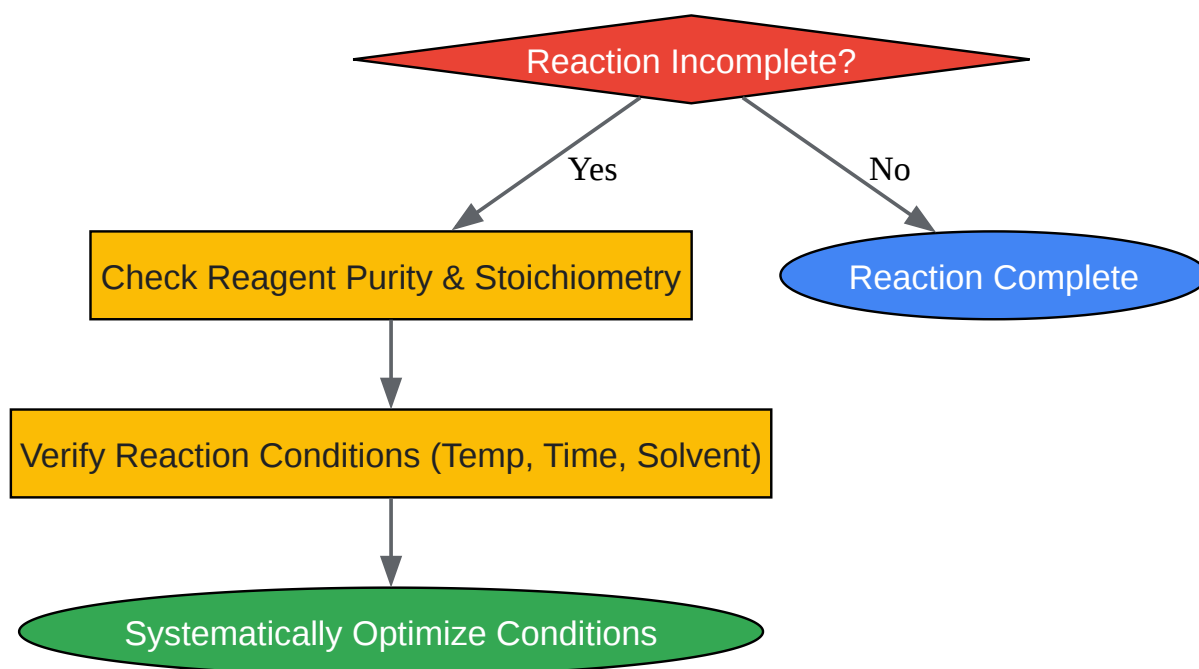 Reaction Incomplete?
Yes
No
Check Reagent Purity & Stoichiometry
Reaction Complete
Verify Reaction Conditions (Temp, Time, Solvent)
Systematically Optimize Conditions